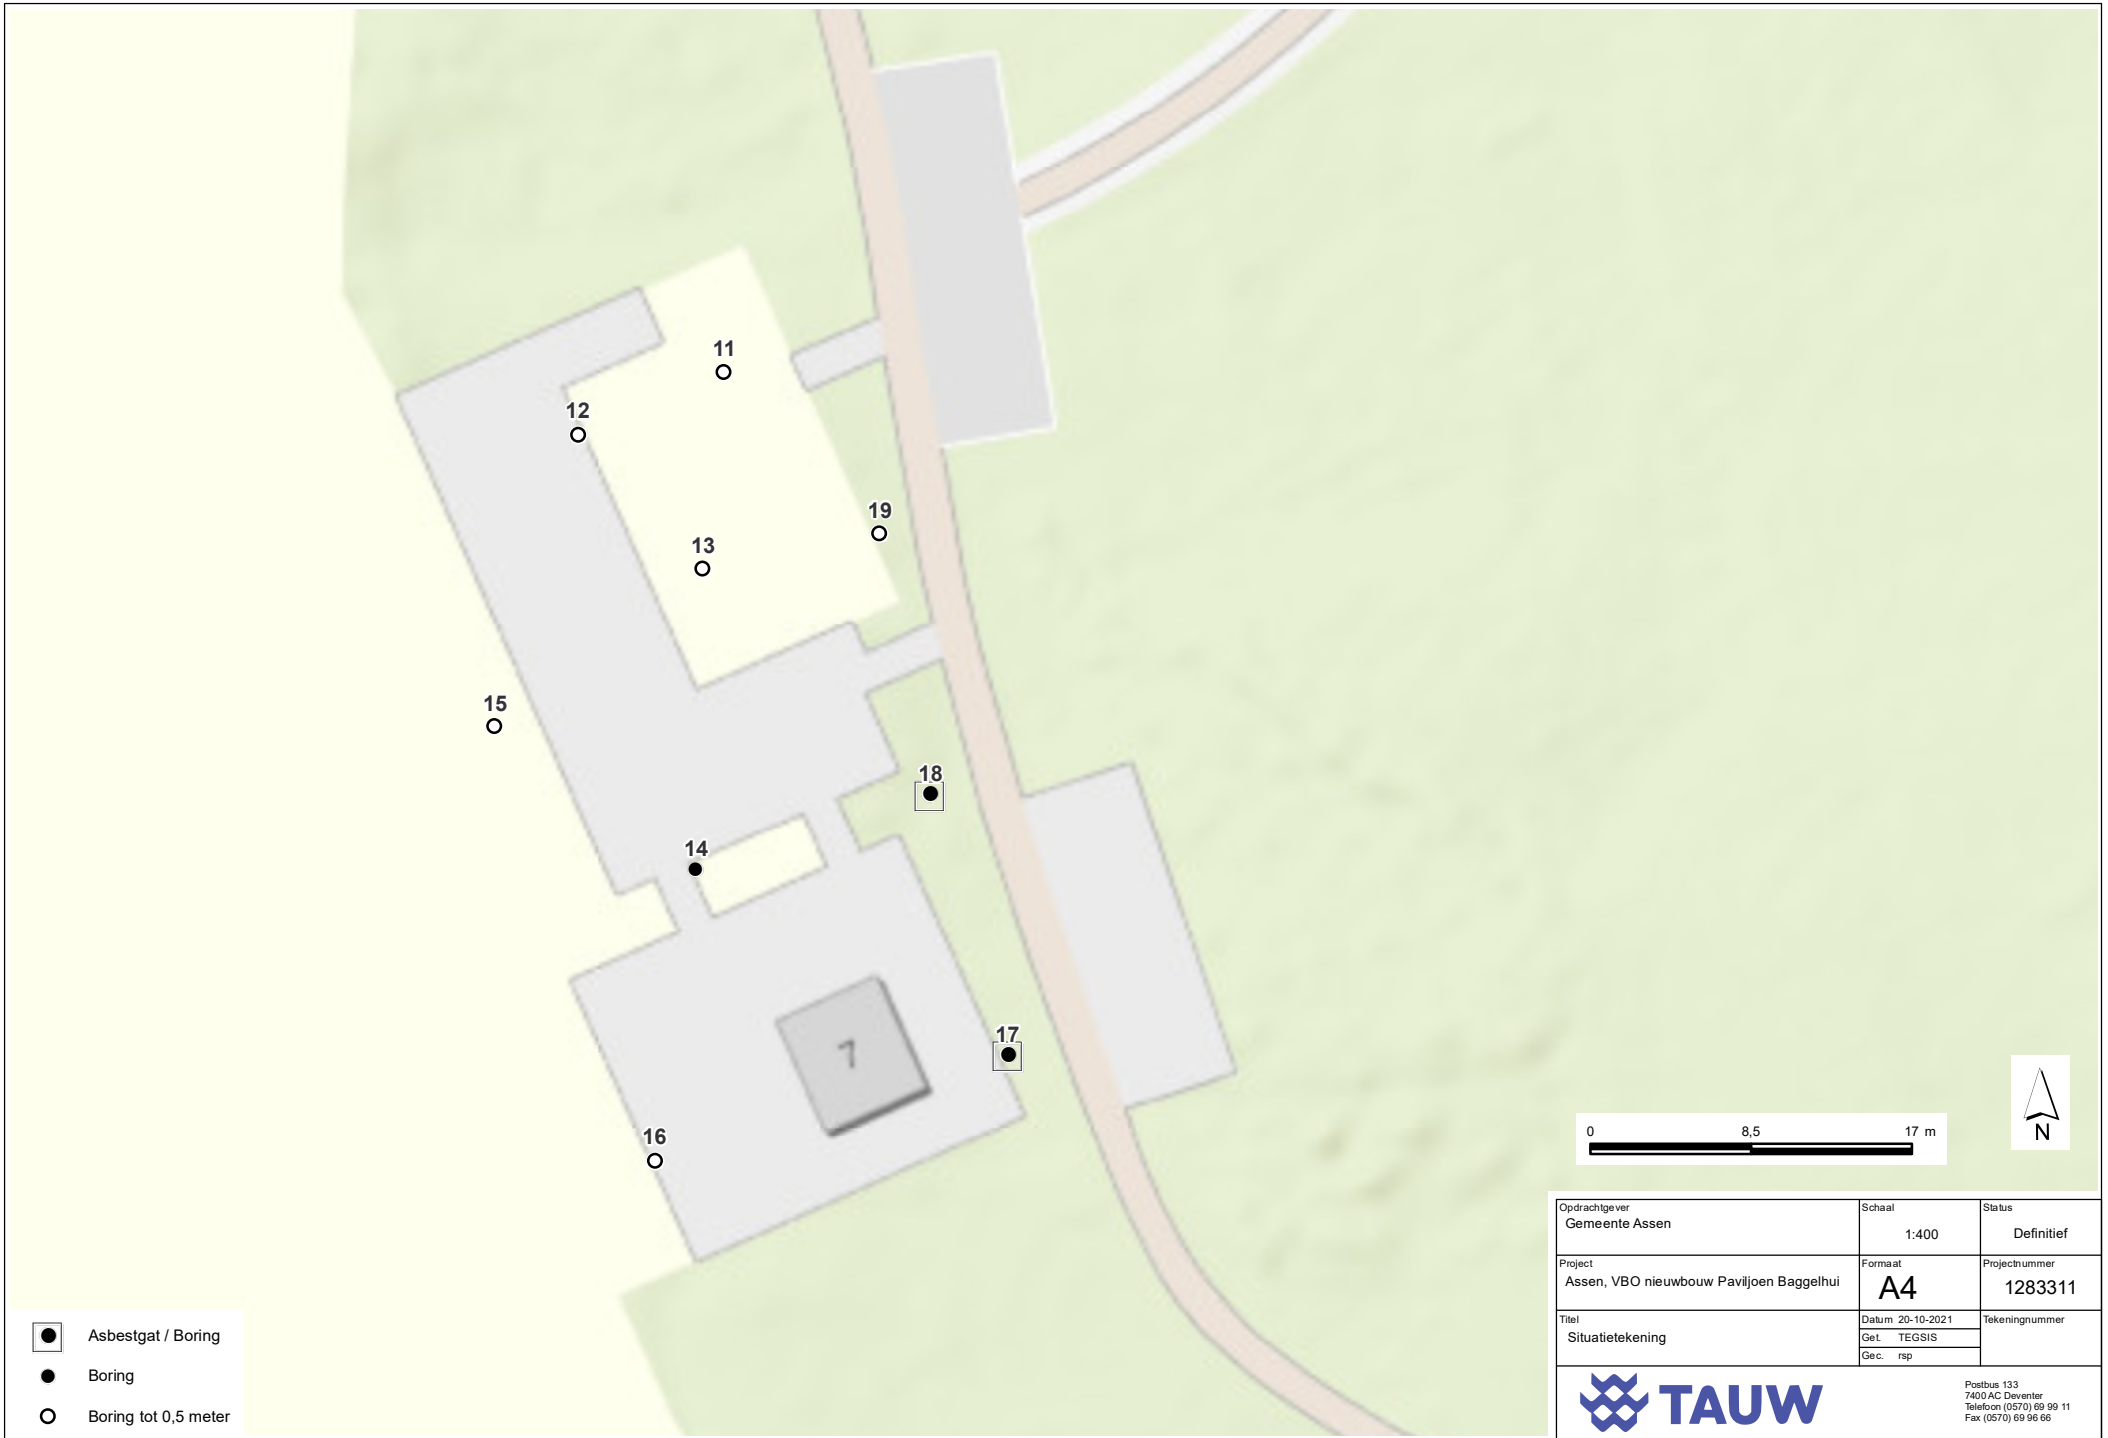 11
12
19
13
15
18
14
7
17
16
0 8,5 17 m
N
Asbestgat / Boring
Boring
Boring tot 0,5 meter
Opdrachtgever
Gemeente Assen
Schaal
1:400
Status
Definitief
Project
Assen, VBO nieuwbouw Paviljoen Baggelhui
Formaat
A4
Projectnummer
1283311
Titel
Situatietekening
Datum 20-10-2021
Get. TEGSIS
Gec. rsp
Tekeningnummer
TAUW
Postbus 133
7400 AC Deventer
Telefoon (0570) 69 99 11
Fax (0570) 69 96 66